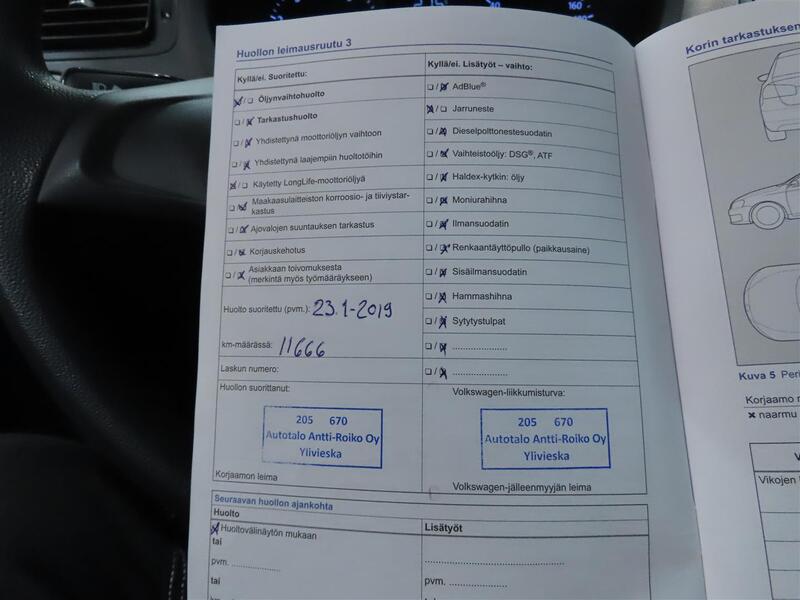 40
160
Huollon leimausruutu 3
Kyllä/ei. Suoritettu:
☒/☐ Öljynvaihtohuolto
☐/☒ Tarkastushuolto
☐/☒ Yhdistettynä moottoriöljyn vaihtoon
☐/☒ Yhdistettynä laajempiin huoltotöihin
☒/☐ Käytetty LongLife-moottoriöljyä
☐/☒ Maakaasulaitteiston korroosio- ja tiiviystar-
kastus
☐/☒ Ajovalojen suuntauksen tarkastus
☐/☒ Korjauskehotus
☐/☒ Asiakkaan toivomuksesta
(merkintä myös työmääräykseen)
Huolto suoritettu (pvm.): 23.1-2019
km-määrässä: 11666
Laskun numero:
Huollon suorittanut:
205 670
Autotalo Antti-Roiko Oy
Ylivieska
Korjaamon leima
Kyllä/ei. Lisätyöt – vaihto:
☐/☒ AdBlue®
☒/☐ Jarruneste
☐/☒ Dieselpolttonestesuodatin
☐/☒ Vaihteistoöljy: DSG®, ATF
☐/☒ Haldex-kytkin: öljy
☐/☒ Moniurahihna
☐/☒ Ilmansuodatin
☐/☒ Renkaantäyttöpullo (paikkausaine)
☐/☒ Sisäilmansuodatin
☐/☒ Hammashihna
☐/☒ Sytytystulpat
☐/☒ .....................
☐/☒ .....................
Volkswagen-liikkumisturva:
205 670
Autotalo Antti-Roiko Oy
Ylivieska
Volkswagen-jälleenmyyjän leima
Seuraavan huollon ajankohta
Huolto
☒ Huoltovälinäytön mukaan
tai
pvm. ..................
tai
Lisätyöt
..........................................
pvm. .....................
Korin tarkastuksen
Kuva 5 Peri
Korjaamo
✖ naarmu
V
Vikojen